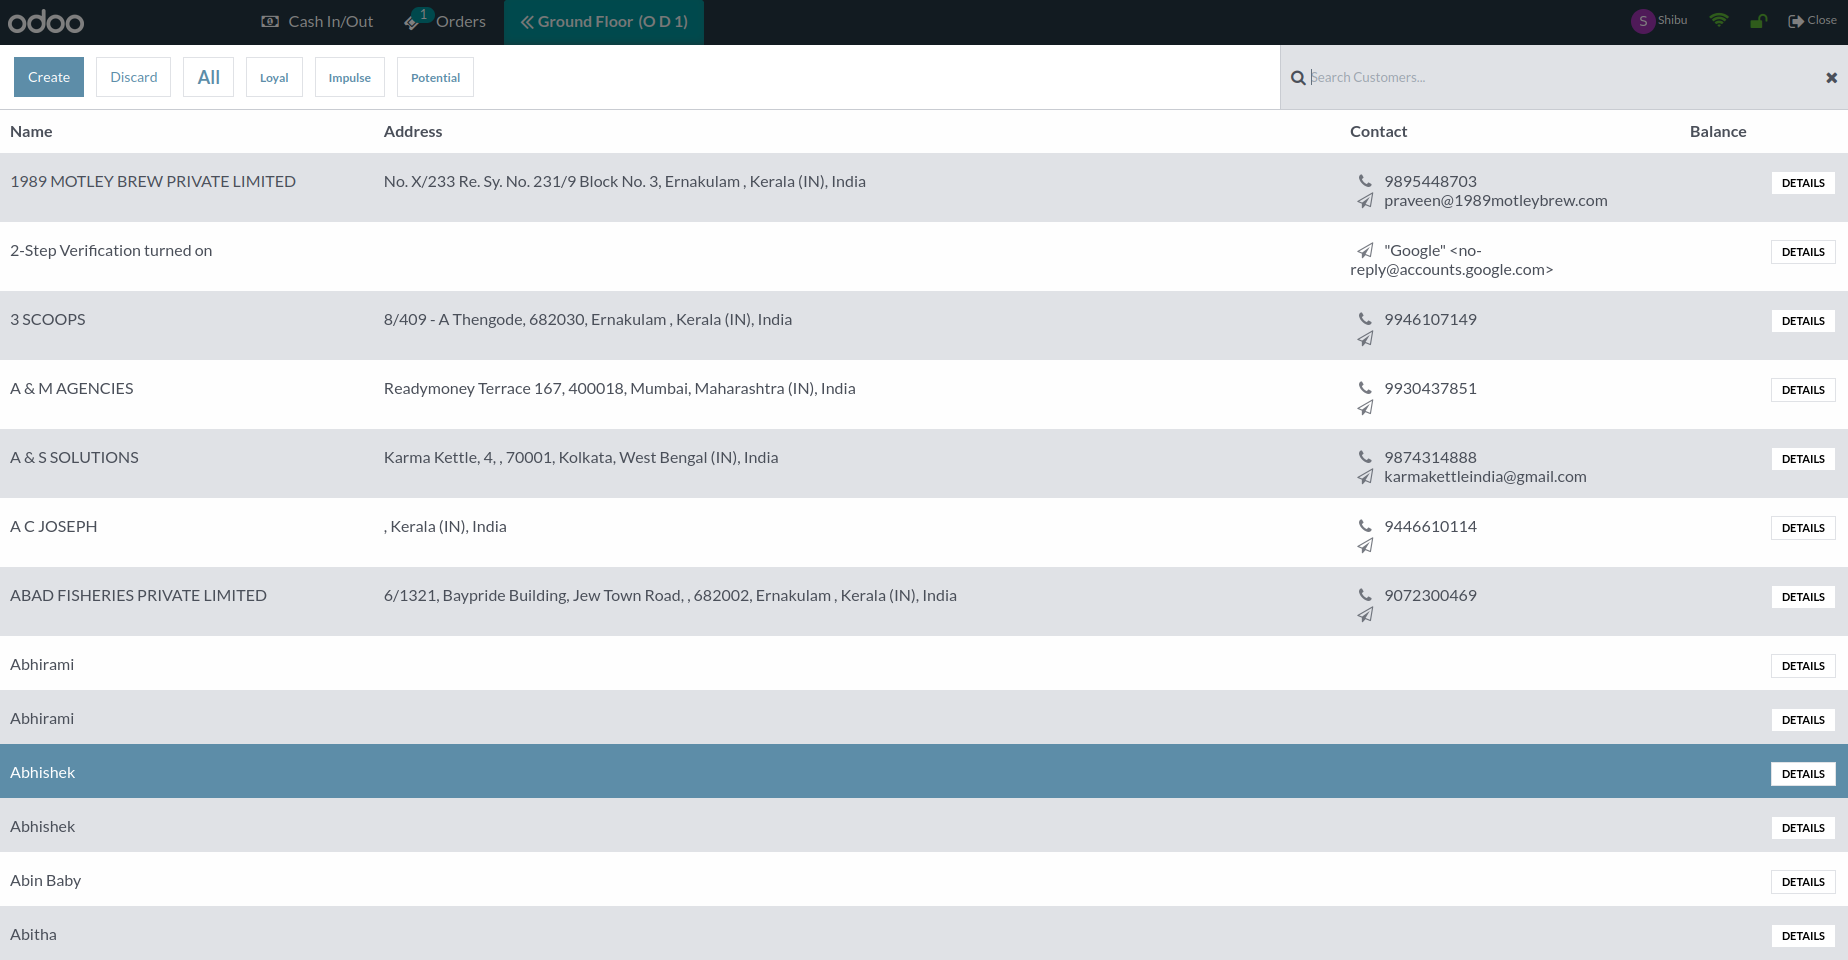 odoo
Cash In/Out
1
Orders
Ground Floor (O D 1)
S
Shibu
Close
Create
Discard
All
Loyal
Impulse
Potential
Search Customers...
Name Address Contact Balance
1989 MOTLEY BREW PRIVATE LIMITED No. X/233 Re. Sy. No. 231/9 Block No. 3, Ernakulam , Kerala (IN), India 9895448703 DETAILS
praveen@1989motleybrew.com
2-Step Verification turned on "Google" <no- DETAILS
reply@accounts.google.com>
3 SCOOPS 8/409 - A Thengode, 682030, Ernakulam , Kerala (IN), India 9946107149 DETAILS
A & M AGENCIES Readymoney Terrace 167, 400018, Mumbai, Maharashtra (IN), India 9930437851 DETAILS
A & S SOLUTIONS Karma Kettle, 4, , 70001, Kolkata, West Bengal (IN), India 9874314888 DETAILS
karmakettleindia@gmail.com
A C JOSEPH , Kerala (IN), India 9446610114 DETAILS
ABAD FISHERIES PRIVATE LIMITED 6/1321, Baypride Building, Jew Town Road, , 682002, Ernakulam , Kerala (IN), India 9072300469 DETAILS
Abhirami DETAILS
Abhirami DETAILS
Abhishek DETAILS
Abhishek DETAILS
Abin Baby DETAILS
Abitha DETAILS